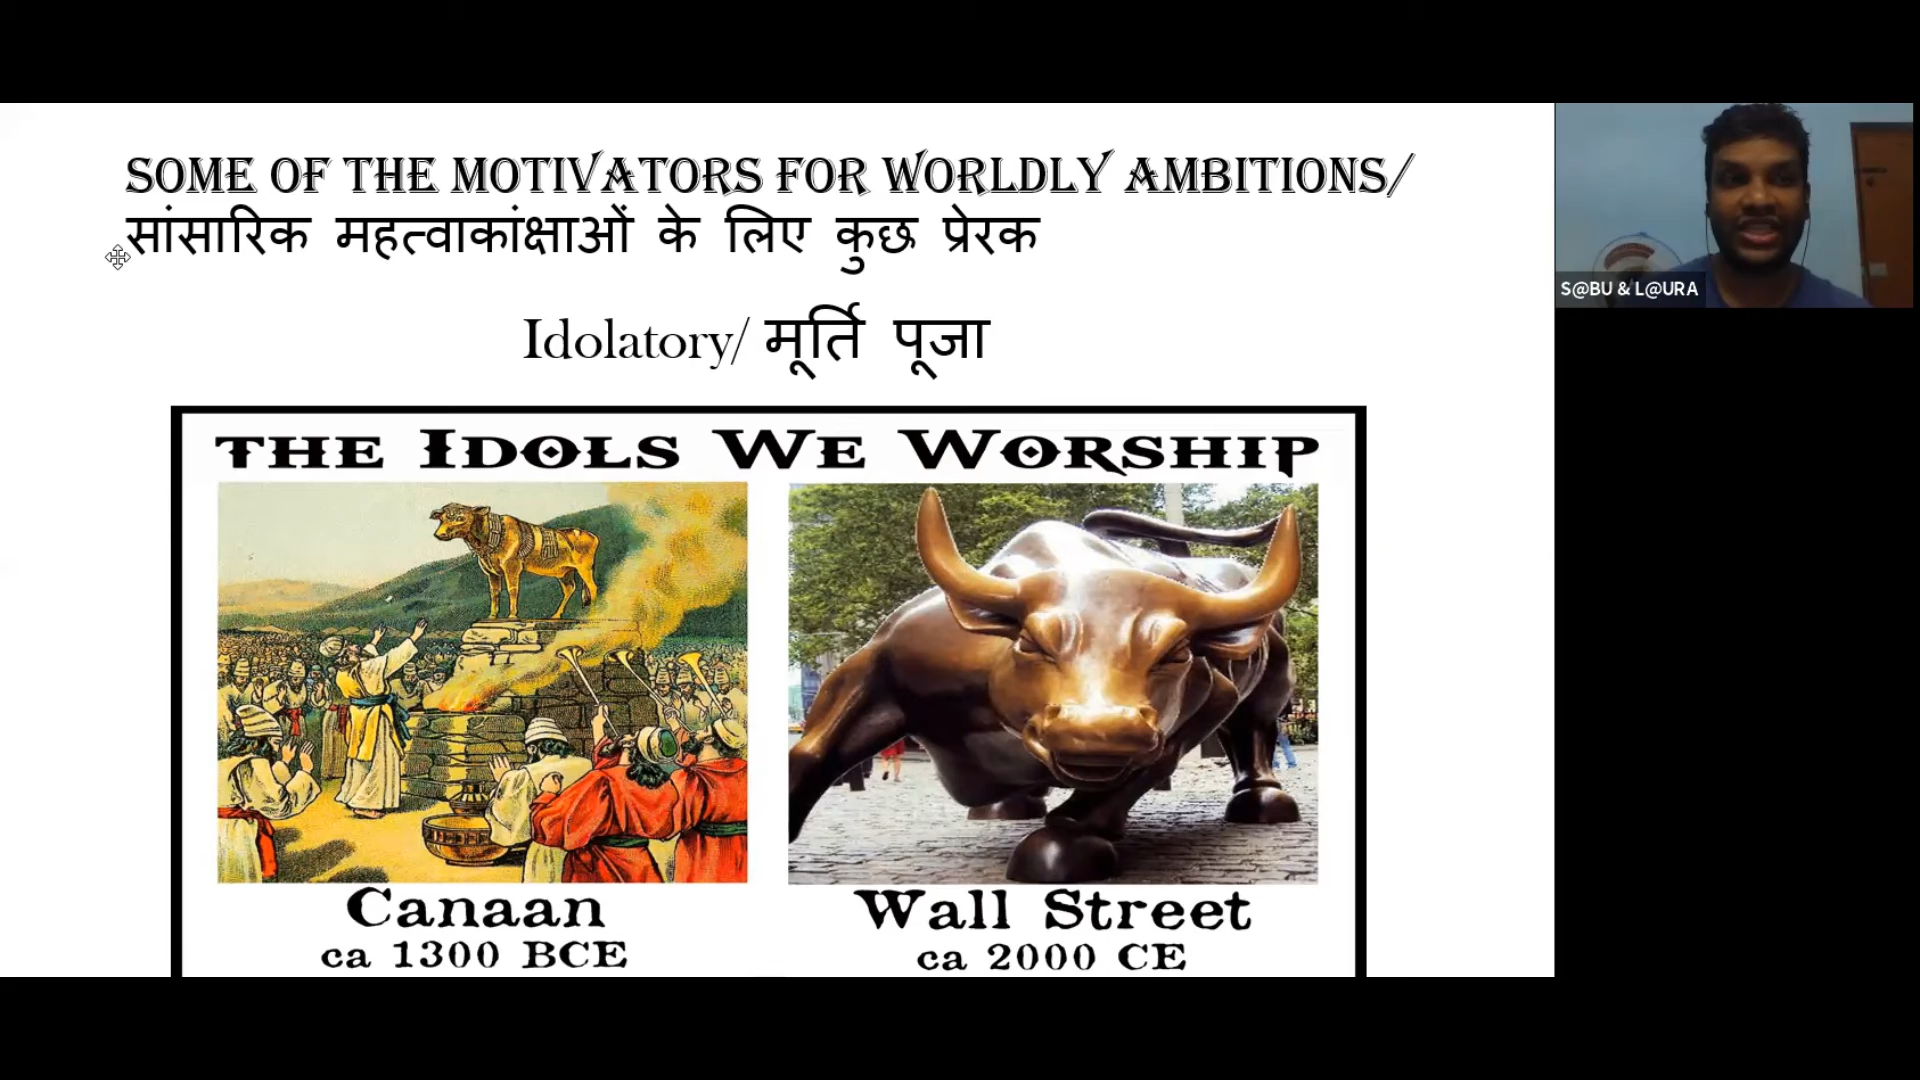 SOME OF THE MOTIVATORS FOR WORLDLY AMBITIONS/
सांसारिक महत्वाकांक्षाओं के लिए कुछ प्रेरक
Idolatory/ मूर्ति पूजा
THE IDOLS WE WORSHIP
Canaan
ca 1300 BCE
Wall Street
ca 2000 CE
S@BU & L@URA